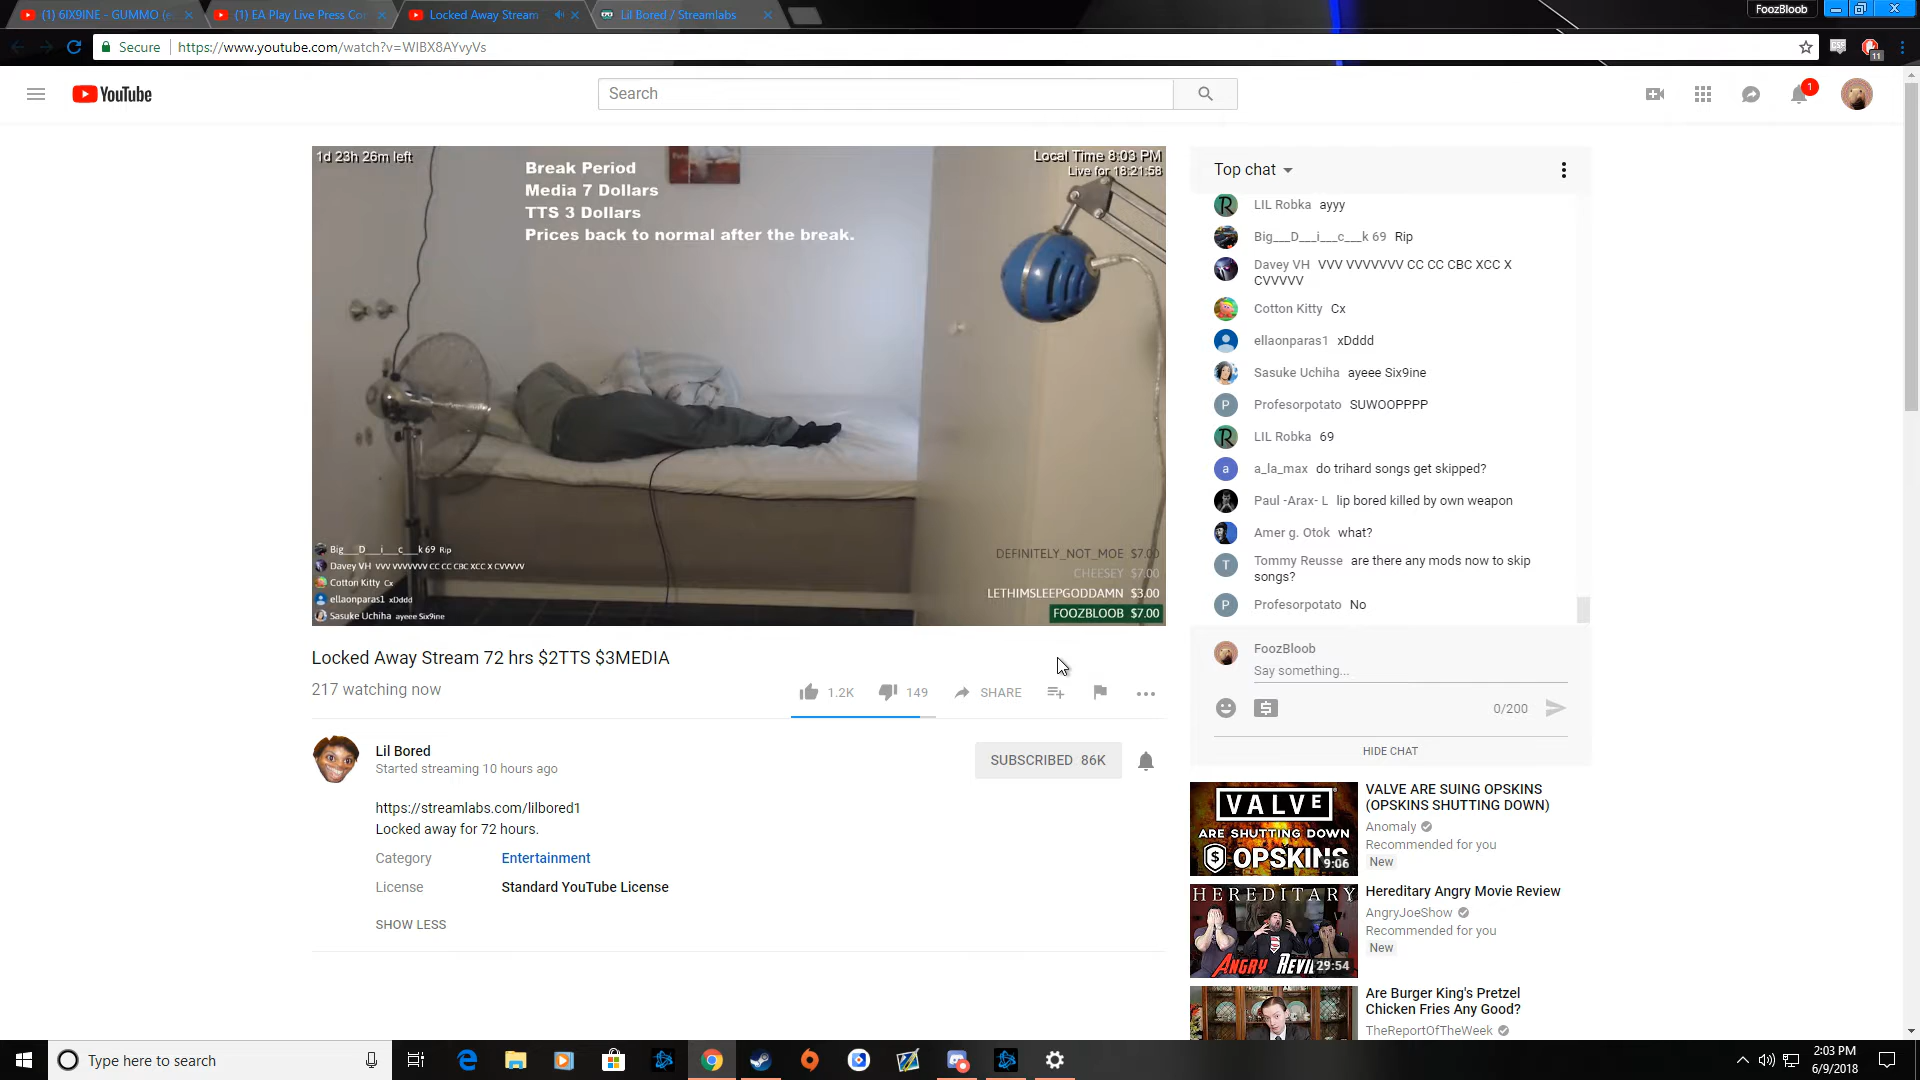 (1) 6IX9INE - GUMMO (
(1) EA Play Live Press Co
Locked Away Stream
Lil Bored / Streamlabs
FoozBloob
Secure
https://www.youtube.com/watch?v=WIBX8AYvyVs
11
YouTube
Search
1
1d 23h 26m left
Break Period
Media 7 Dollars
TTS 3 Dollars
Prices back to normal after the break.
Local Time 8:03 PM
Live for 18:21:58
Big___D___i___c___k 69 Rip
Davey VH VVV VVVVVVV CC CC CBC XCC X CVVVVV
Cotton Kitty Cx
ellaonparas1 xDddd
Sasuke Uchiha ayeee Six9ine
DEFINITELY_NOT_MOE $7.00
CHEESEY $7.00
LETHIMSLEEPGODDAMN $3.00
FOOZBLOOB $7.00
Locked Away Stream 72 hrs $2TTS $3MEDIA
217 watching now
1.2K
149
SHARE
Lil Bored
Started streaming 10 hours ago
SUBSCRIBED 86K
https://streamlabs.com/lilbored1
Locked away for 72 hours.
Category Entertainment
License Standard YouTube License
SHOW LESS
Top chat
LIL Robka ayyy
Big___D___i___c___k 69 Rip
Davey VH VVV VVVVVVV CC CC CBC XCC X
CVVVVV
Cotton Kitty Cx
ellaonparas1 xDddd
Sasuke Uchiha ayeee Six9ine
P Profesorpotato SUWOOPPPP
LIL Robka 69
a a_la_max do trihard songs get skipped?
Paul -Arax- L lip bored killed by own weapon
Amer g. Otok what?
T Tommy Reusse are there any mods now to skip
songs?
P Profesorpotato No
FoozBloob
Say something...
0/200
HIDE CHAT
VALVE
ARE SHUTTING DOWN
OPSKINS
9:06
VALVE ARE SUING OPSKINS
(OPSKINS SHUTTING DOWN)
Anomaly
Recommended for you
New
HEREDITARY
ANGRY REVI
29:54
Hereditary Angry Movie Review
AngryJoeShow
Recommended for you
New
Are Burger King's Pretzel
Chicken Fries Any Good?
TheReportOfTheWeek
Type here to search
2:03 PM
6/9/2018